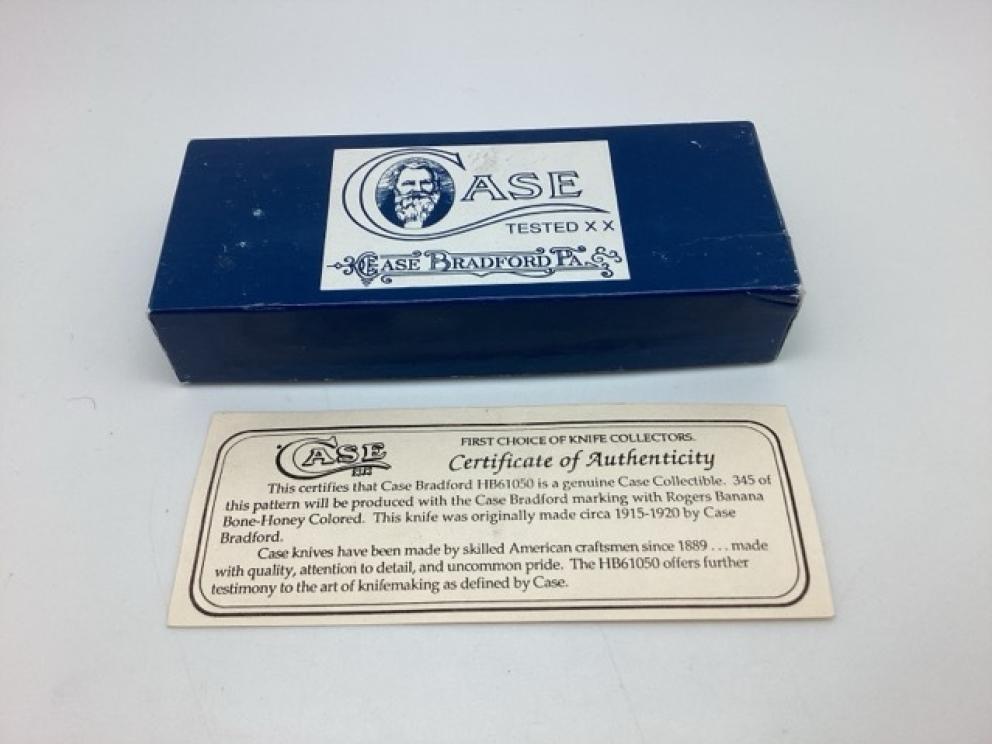 CASE
TESTED X X
CASE BRADFORD PA.
CASE
FIRST CHOICE OF KNIFE COLLECTORS.
Certificate of Authenticity
This certifies that Case Bradford HB61050 is a genuine Case Collectible. 345 of
this pattern will be produced with the Case Bradford marking with Rogers Banana
Bone-Honey Colored. This knife was originally made circa 1915-1920 by Case
Bradford.
Case knives have been made by skilled American craftsmen since 1889 . . . made
with quality, attention to detail, and uncommon pride. The HB61050 offers further
testimony to the art of knifemaking as defined by Case.